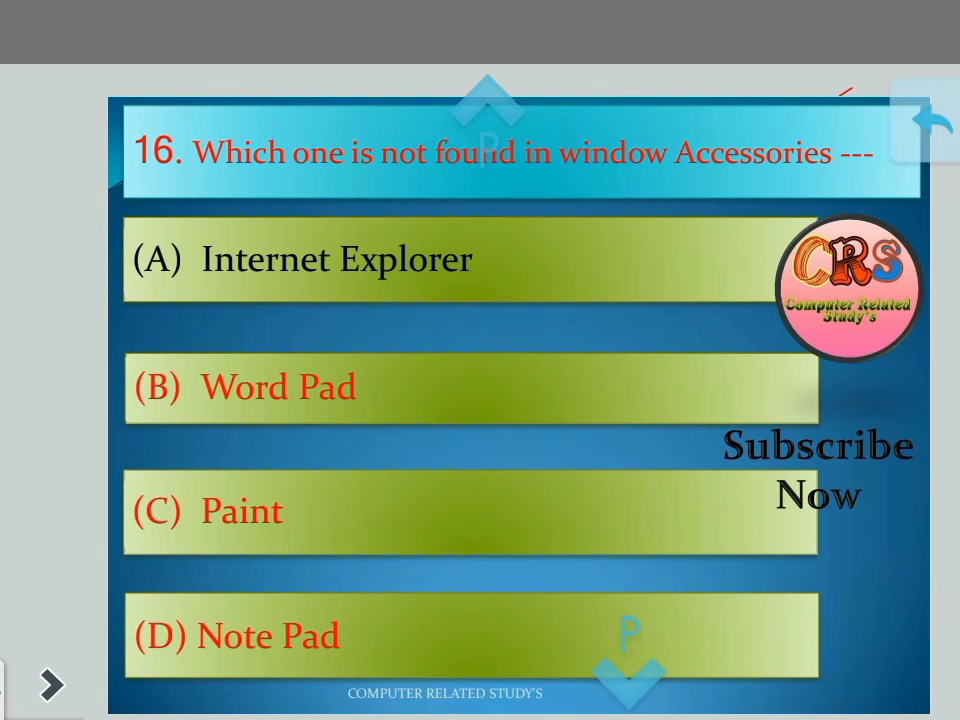 P
16. Which one is not found in window Accessories ---
(A) Internet Explorer
CRS
Computer Related
Study's
(B) Word Pad
Subscribe
Now
(C) Paint
(D) Note Pad
P
COMPUTER RELATED STUDY'S